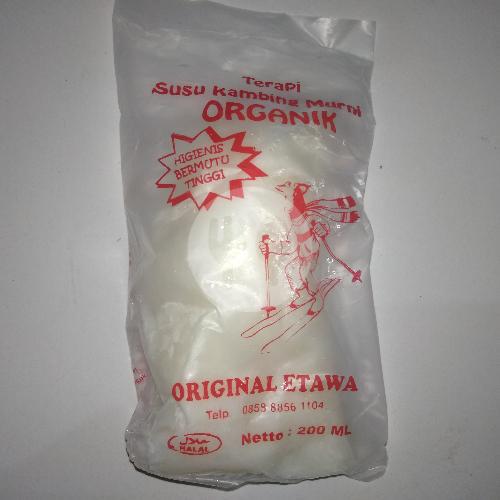 Terapi
Susu Kambing Murni
ORGANIK
HIGIENIS
BERMUTU
TINGGI
ORIGINAL ETAWA
Telp 0858 8856 1104
HALAL
Netto : 200 ML